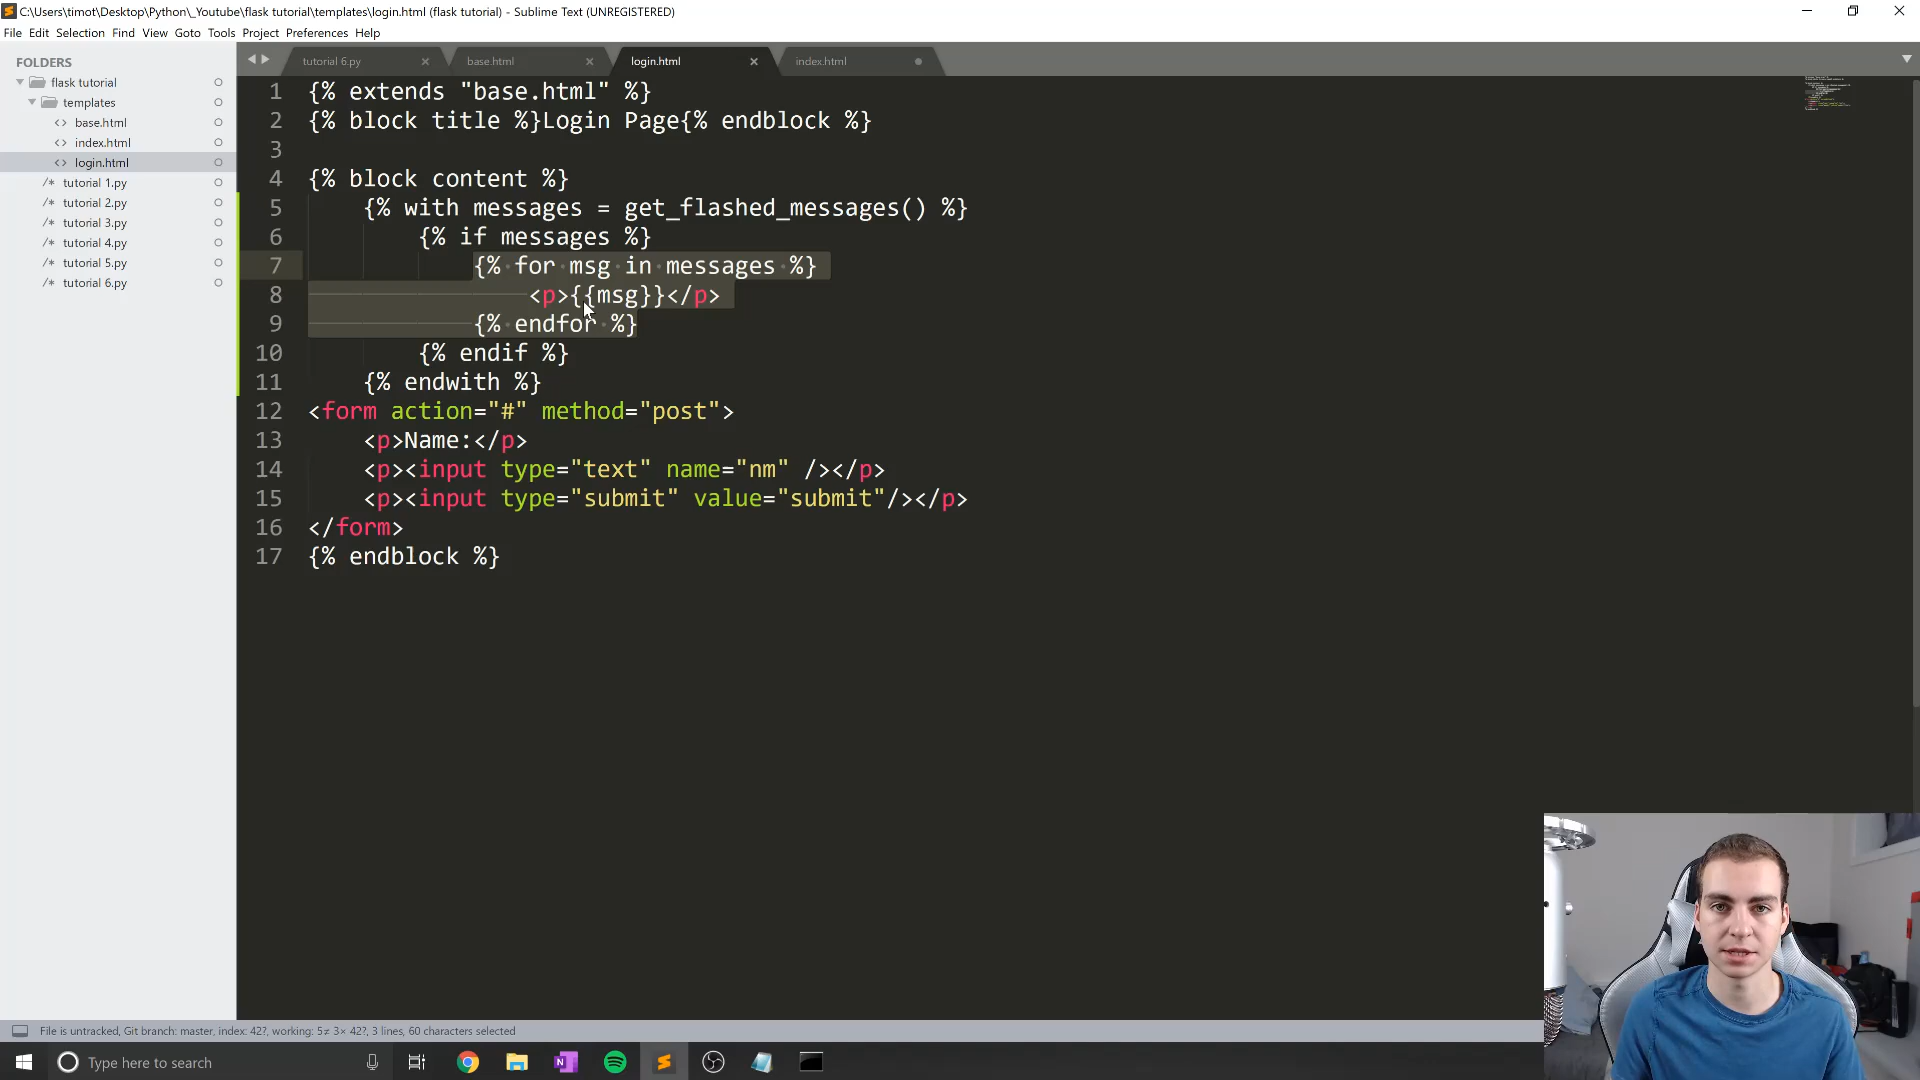 C:\Users\timot\Desktop\Python\_Youtube\flask tutorial\templates\login.html (flask tutorial) - Sublime Text (UNREGISTERED)
File Edit Selection Find View Goto Tools Project Preferences Help
FOLDERS
flask tutorial
templates
base.html
index.html
login.html
tutorial 1.py
tutorial 2.py
tutorial 3.py
tutorial 4.py
tutorial 5.py
tutorial 6.py
tutorial 6.py base.html login.html index.html
1 {% extends "base.html" %}
2 {% block title %}Login Page{% endblock %}
3
4 {% block content %}
5 {% with messages = get_flashed_messages() %}
6 {% if messages %}
7 {% for msg in messages %}
8 <p>{{msg}}</p>
9 {% endfor %}
10 {% endif %}
11 {% endwith %}
12 <form action="#" method="post">
13 <p>Name:</p>
14 <p><input type="text" name="nm" /></p>
15 <p><input type="submit" value="submit"/></p>
16 </form>
17 {% endblock %}
File is untracked, Git branch: master, index: 42?, working: 5≠ 3× 42?, 3 lines, 60 characters selected
Type here to search